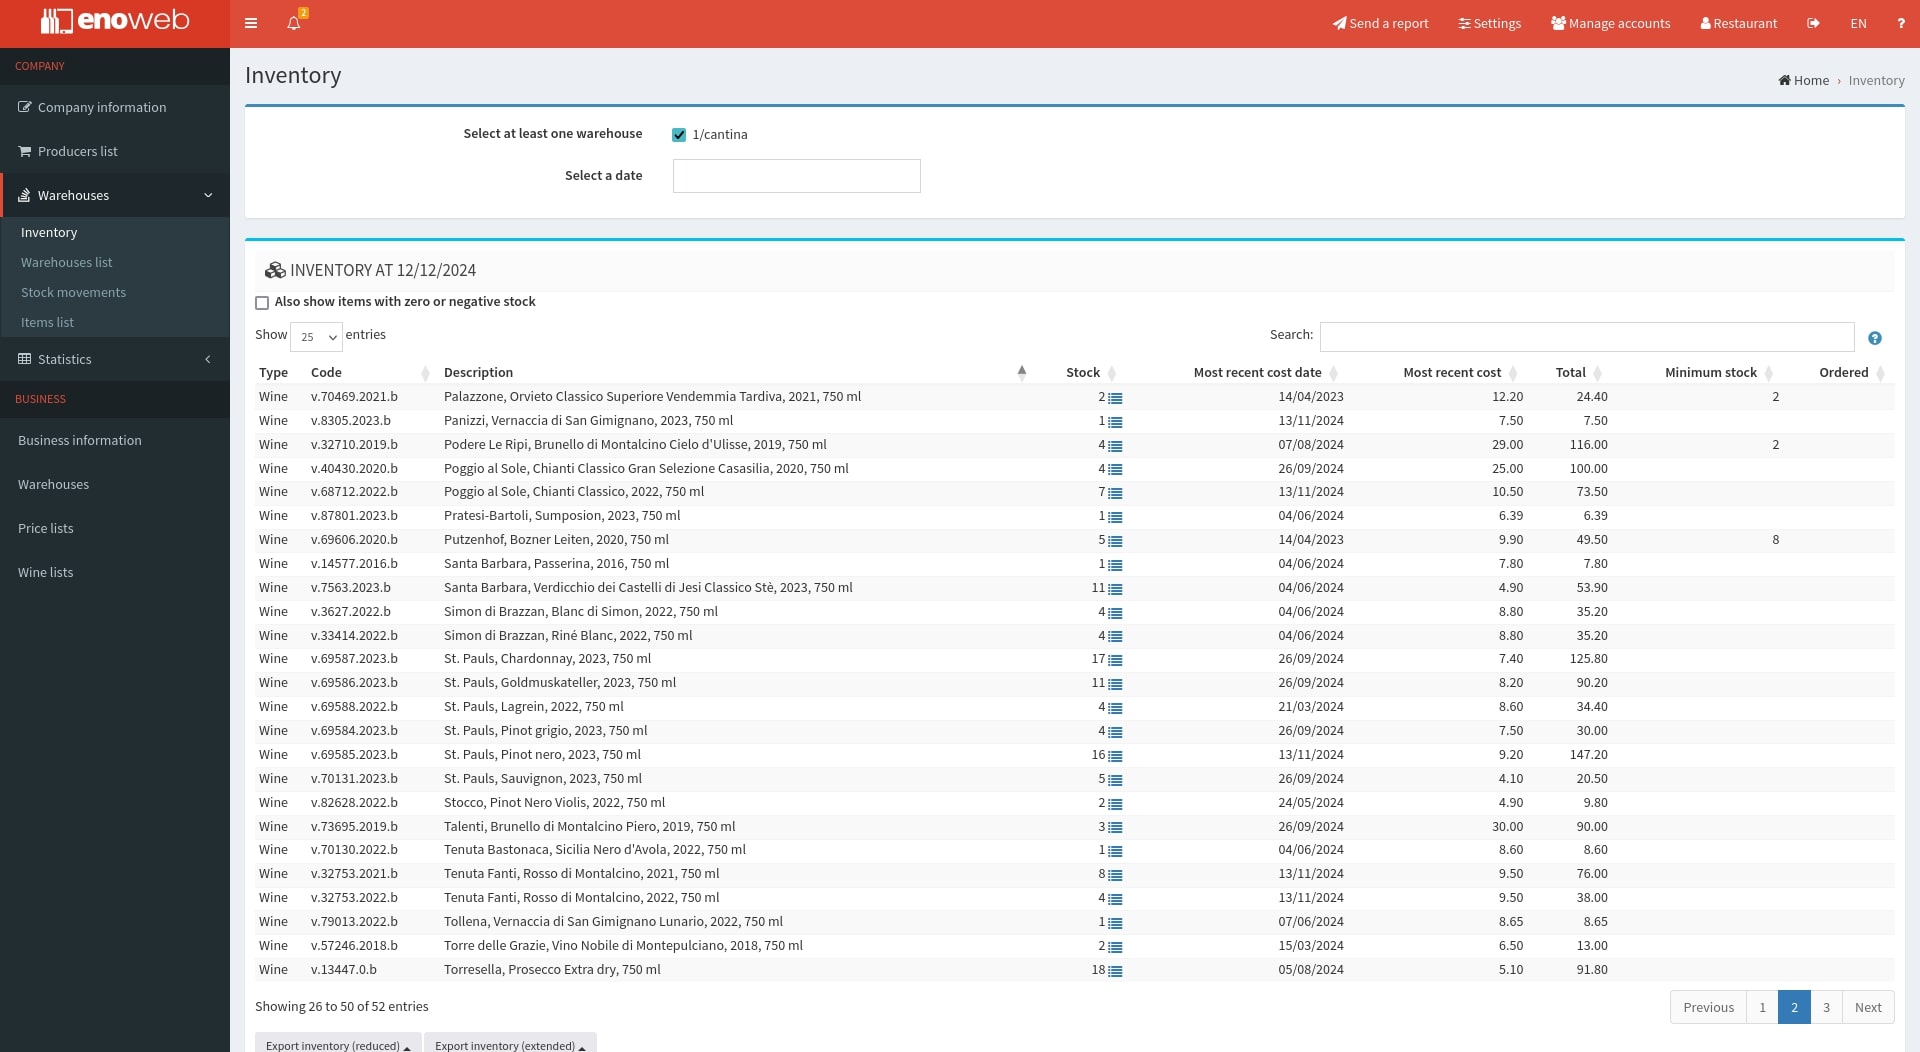 enoweb
2
Send a report Settings Manage accounts Restaurant EN ?
COMPANY
Company information
Producers list
Warehouses
Inventory
Warehouses list
Stock movements
Items list
Statistics
BUSINESS
Business information
Warehouses
Price lists
Wine lists
Inventory
Home › Inventory
Select at least one warehouse 1/cantina
Select a date
INVENTORY AT 12/12/2024
Also show items with zero or negative stock
Show 25 entries Search: ?
Type Code Description Stock Most recent cost date Most recent cost Total Minimum stock Ordered
Wine v.70469.2021.b Palazzone, Orvieto Classico Superiore Vendemmia Tardiva, 2021, 750 ml 2 14/04/2023 12.20 24.40 2
Wine v.8305.2023.b Panizzi, Vernaccia di San Gimignano, 2023, 750 ml 1 13/11/2024 7.50 7.50
Wine v.32710.2019.b Podere Le Ripi, Brunello di Montalcino Cielo d'Ulisse, 2019, 750 ml 4 07/08/2024 29.00 116.00 2
Wine v.40430.2020.b Poggio al Sole, Chianti Classico Gran Selezione Casasilia, 2020, 750 ml 4 26/09/2024 25.00 100.00
Wine v.68712.2022.b Poggio al Sole, Chianti Classico, 2022, 750 ml 7 13/11/2024 10.50 73.50
Wine v.87801.2023.b Pratesi-Bartoli, Sumposion, 2023, 750 ml 1 04/06/2024 6.39 6.39
Wine v.69606.2020.b Putzenhof, Bozner Leiten, 2020, 750 ml 5 14/04/2023 9.90 49.50 8
Wine v.14577.2016.b Santa Barbara, Passerina, 2016, 750 ml 1 04/06/2024 7.80 7.80
Wine v.7563.2023.b Santa Barbara, Verdicchio dei Castelli di Jesi Classico Stè, 2023, 750 ml 11 04/06/2024 4.90 53.90
Wine v.3627.2022.b Simon di Brazzan, Blanc di Simon, 2022, 750 ml 4 04/06/2024 8.80 35.20
Wine v.33414.2022.b Simon di Brazzan, Riné Blanc, 2022, 750 ml 4 04/06/2024 8.80 35.20
Wine v.69587.2023.b St. Pauls, Chardonnay, 2023, 750 ml 17 26/09/2024 7.40 125.80
Wine v.69586.2023.b St. Pauls, Goldmuskateller, 2023, 750 ml 11 26/09/2024 8.20 90.20
Wine v.69588.2022.b St. Pauls, Lagrein, 2022, 750 ml 4 21/03/2024 8.60 34.40
Wine v.69584.2023.b St. Pauls, Pinot grigio, 2023, 750 ml 4 26/09/2024 7.50 30.00
Wine v.69585.2023.b St. Pauls, Pinot nero, 2023, 750 ml 16 13/11/2024 9.20 147.20
Wine v.70131.2023.b St. Pauls, Sauvignon, 2023, 750 ml 5 26/09/2024 4.10 20.50
Wine v.82628.2022.b Stocco, Pinot Nero Violis, 2022, 750 ml 2 24/05/2024 4.90 9.80
Wine v.73695.2019.b Talenti, Brunello di Montalcino Piero, 2019, 750 ml 3 26/09/2024 30.00 90.00
Wine v.70130.2022.b Tenuta Bastonaca, Sicilia Nero d'Avola, 2022, 750 ml 1 04/06/2024 8.60 8.60
Wine v.32753.2021.b Tenuta Fanti, Rosso di Montalcino, 2021, 750 ml 8 13/11/2024 9.50 76.00
Wine v.32753.2022.b Tenuta Fanti, Rosso di Montalcino, 2022, 750 ml 4 13/11/2024 9.50 38.00
Wine v.79013.2022.b Tollena, Vernaccia di San Gimignano Lunario, 2022, 750 ml 1 07/06/2024 8.65 8.65
Wine v.57246.2018.b Torre delle Grazie, Vino Nobile di Montepulciano, 2018, 750 ml 2 15/03/2024 6.50 13.00
Wine v.13447.0.b Torresella, Prosecco Extra dry, 750 ml 18 05/08/2024 5.10 91.80
Showing 26 to 50 of 52 entries Previous 1 2 3 Next
Export inventory (reduced) Export inventory (extended)